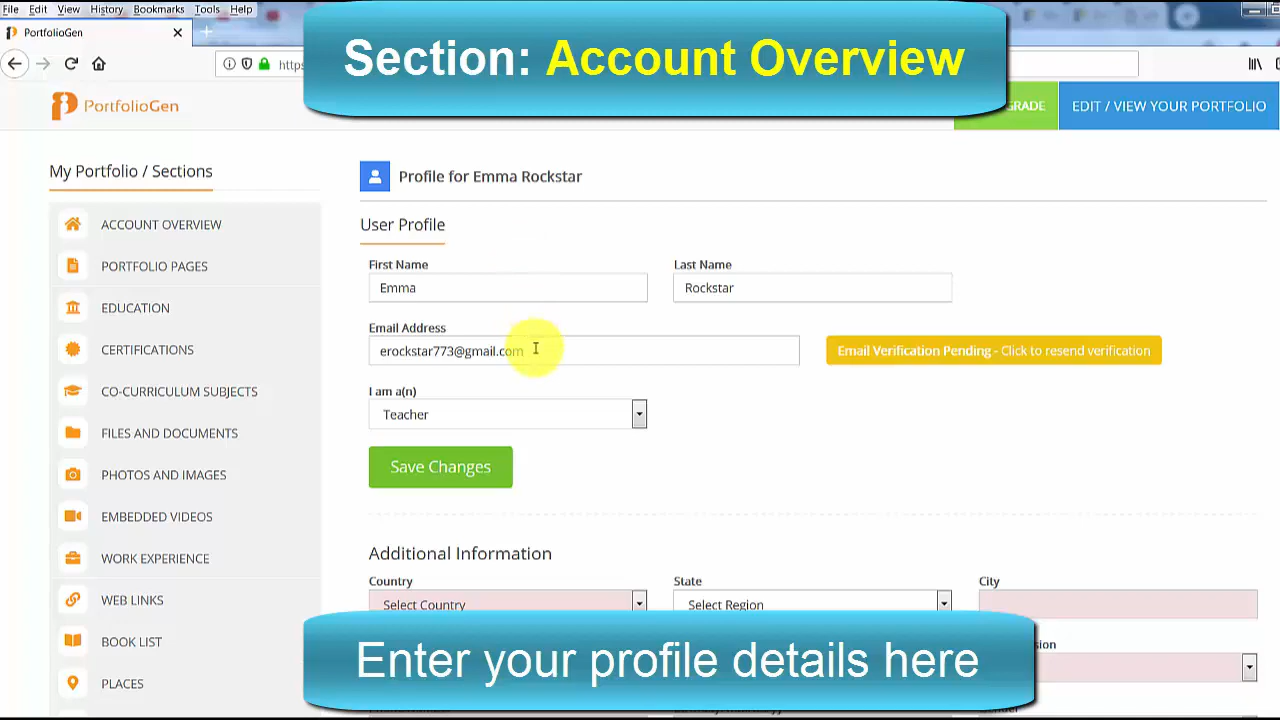 File Edit View History Bookmarks Tools Help
PortfolioGen
Section: Account Overview
https
PortfolioGen
GRADE
EDIT / VIEW YOUR PORTFOLIO
My Portfolio / Sections
ACCOUNT OVERVIEW
PORTFOLIO PAGES
EDUCATION
CERTIFICATIONS
CO-CURRICULUM SUBJECTS
FILES AND DOCUMENTS
PHOTOS AND IMAGES
EMBEDDED VIDEOS
WORK EXPERIENCE
WEB LINKS
BOOK LIST
PLACES
Profile for Emma Rockstar
User Profile
First Name Last Name
Emma Rockstar
Email Address
erockstar773@gmail.com Email Verification Pending - Click to resend verification
I am a(n)
Teacher
Save Changes
Additional Information
Country State City
Select Country Select Region
Enter your profile details here